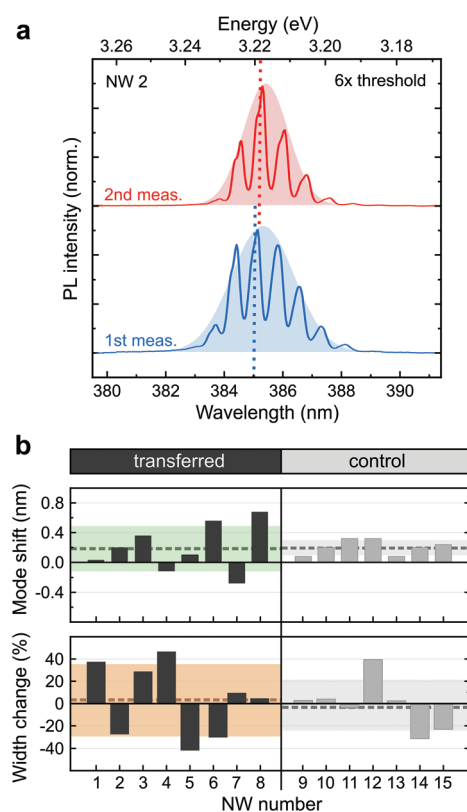 a
Energy (eV)
3.26 3.24 3.22 3.20 3.18
NW 2
6x threshold
PL intensity (norm.)
2nd meas.
1st meas.
380 382 384 386 388 390
Wavelength (nm)
b
transferred control
Mode shift (nm)
0.8
0.4
0.0
-0.4
Width change (%)
40
20
0
-20
-40
1 2 3 4 5 6 7 8 9 10 11 12 13 14 15
NW number